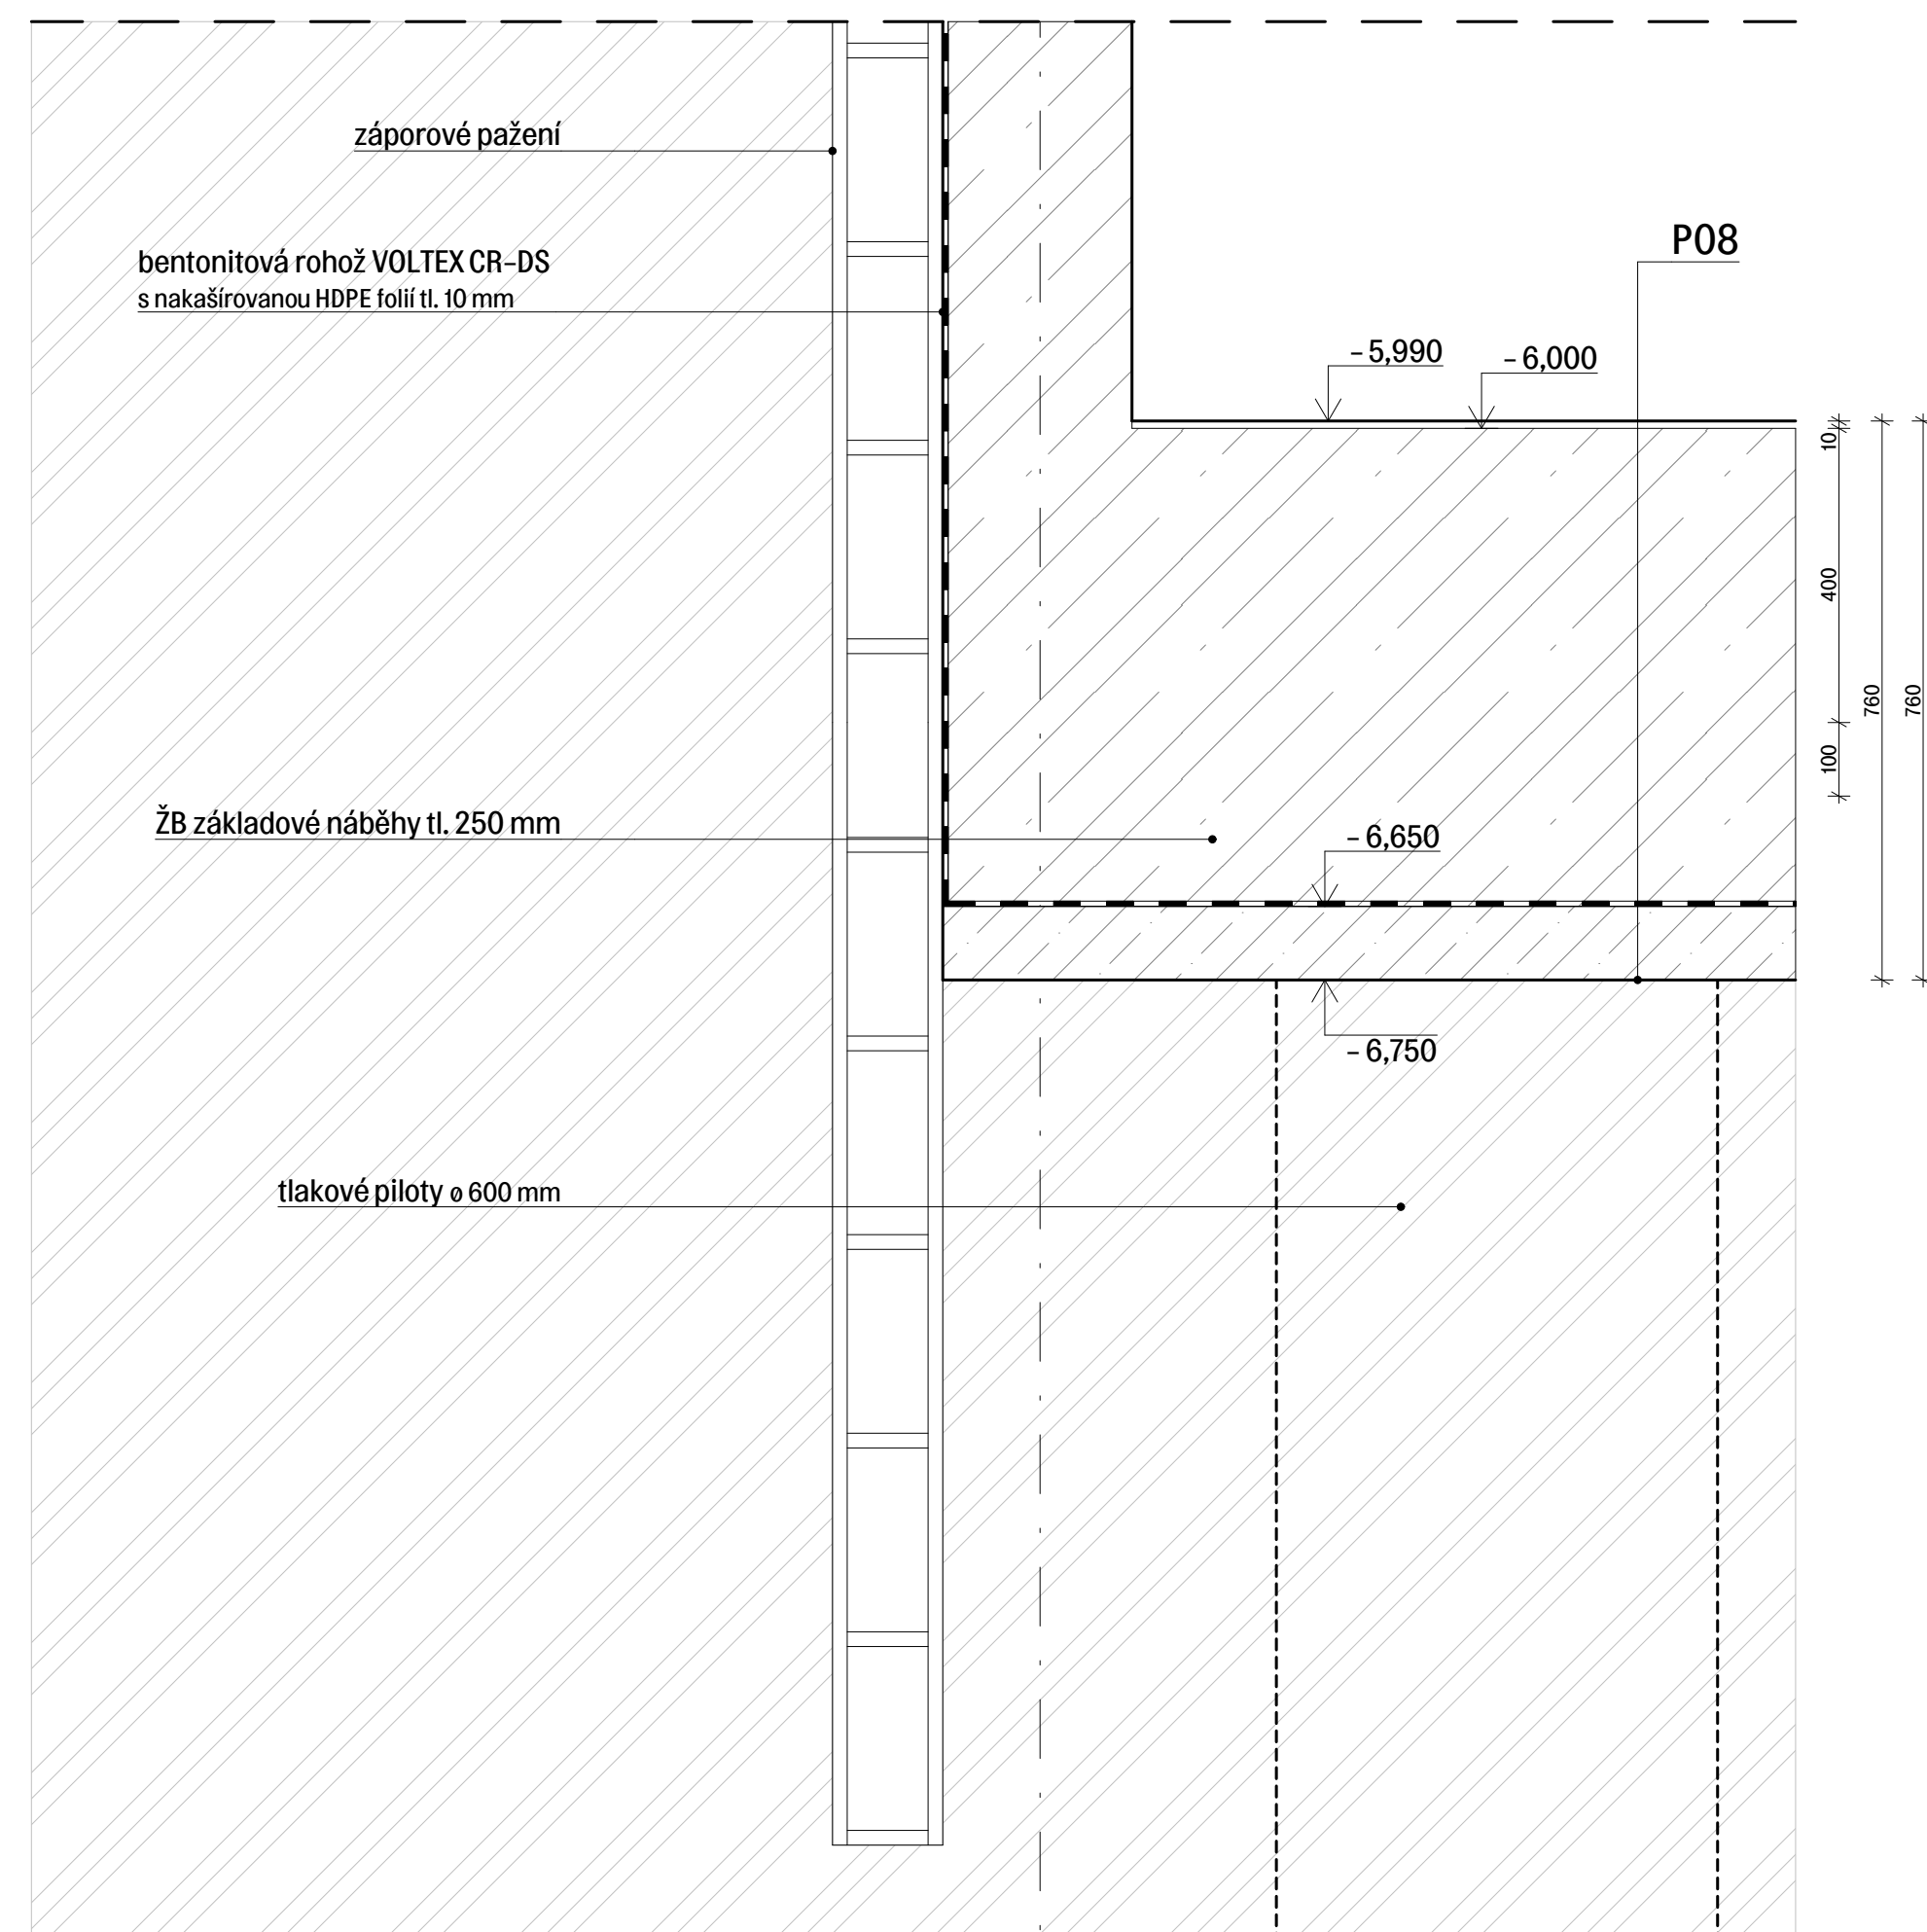 záporové pažení
bentonitová rohož VOLTEX CR-DS
s nakašírovanou HDPE folií tl. 10 mm
P08
- 5,990
- 6,000
10
400
760
760
100
ŽB základové náběhy tl. 250 mm
- 6,650
- 6,750
tlakové piloty ø 600 mm